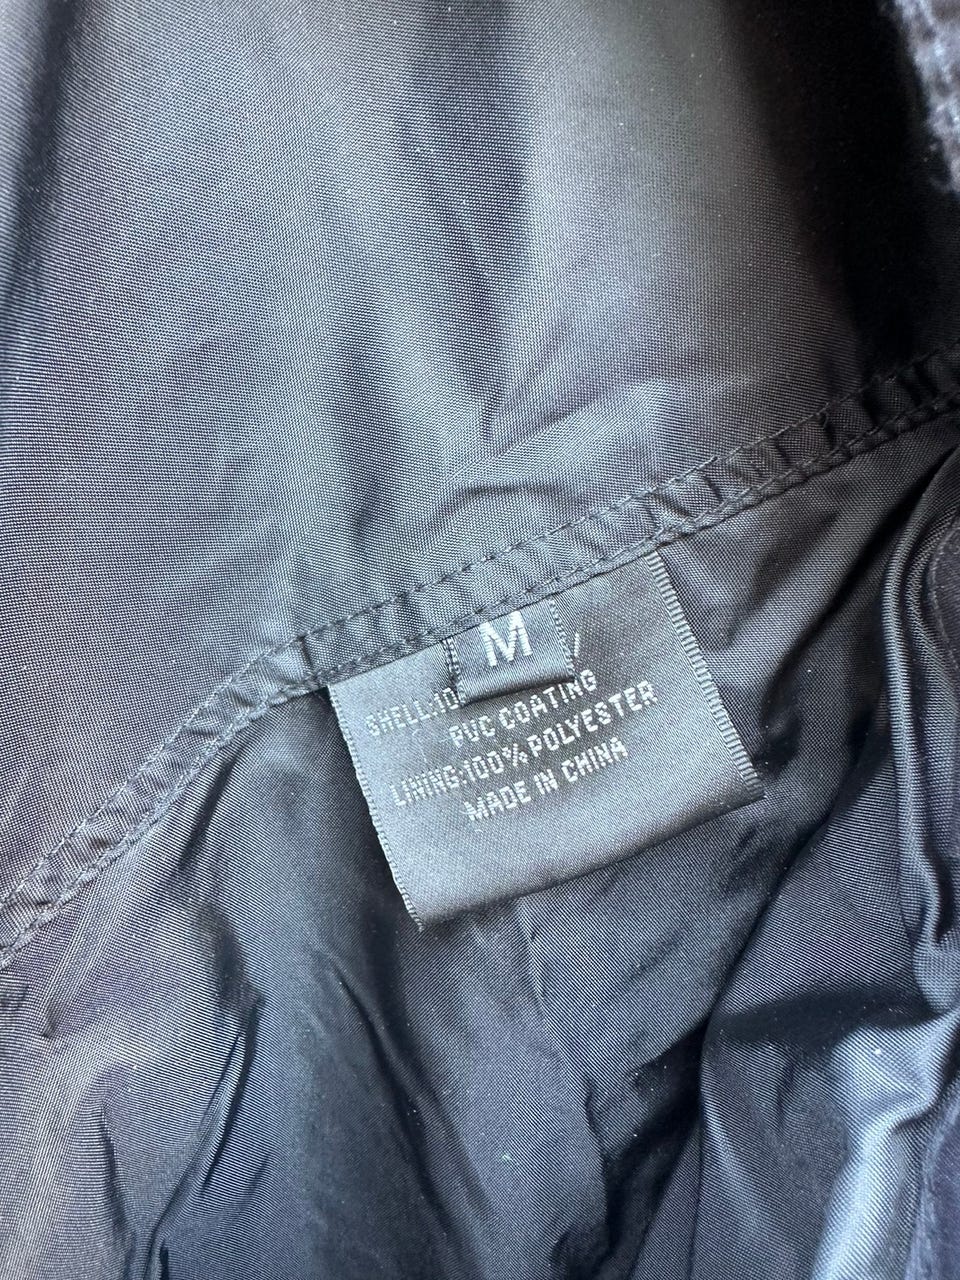 M
SHELL:10 /
PVC COATING
LINING:100% POLYESTER
MADE IN CHINA